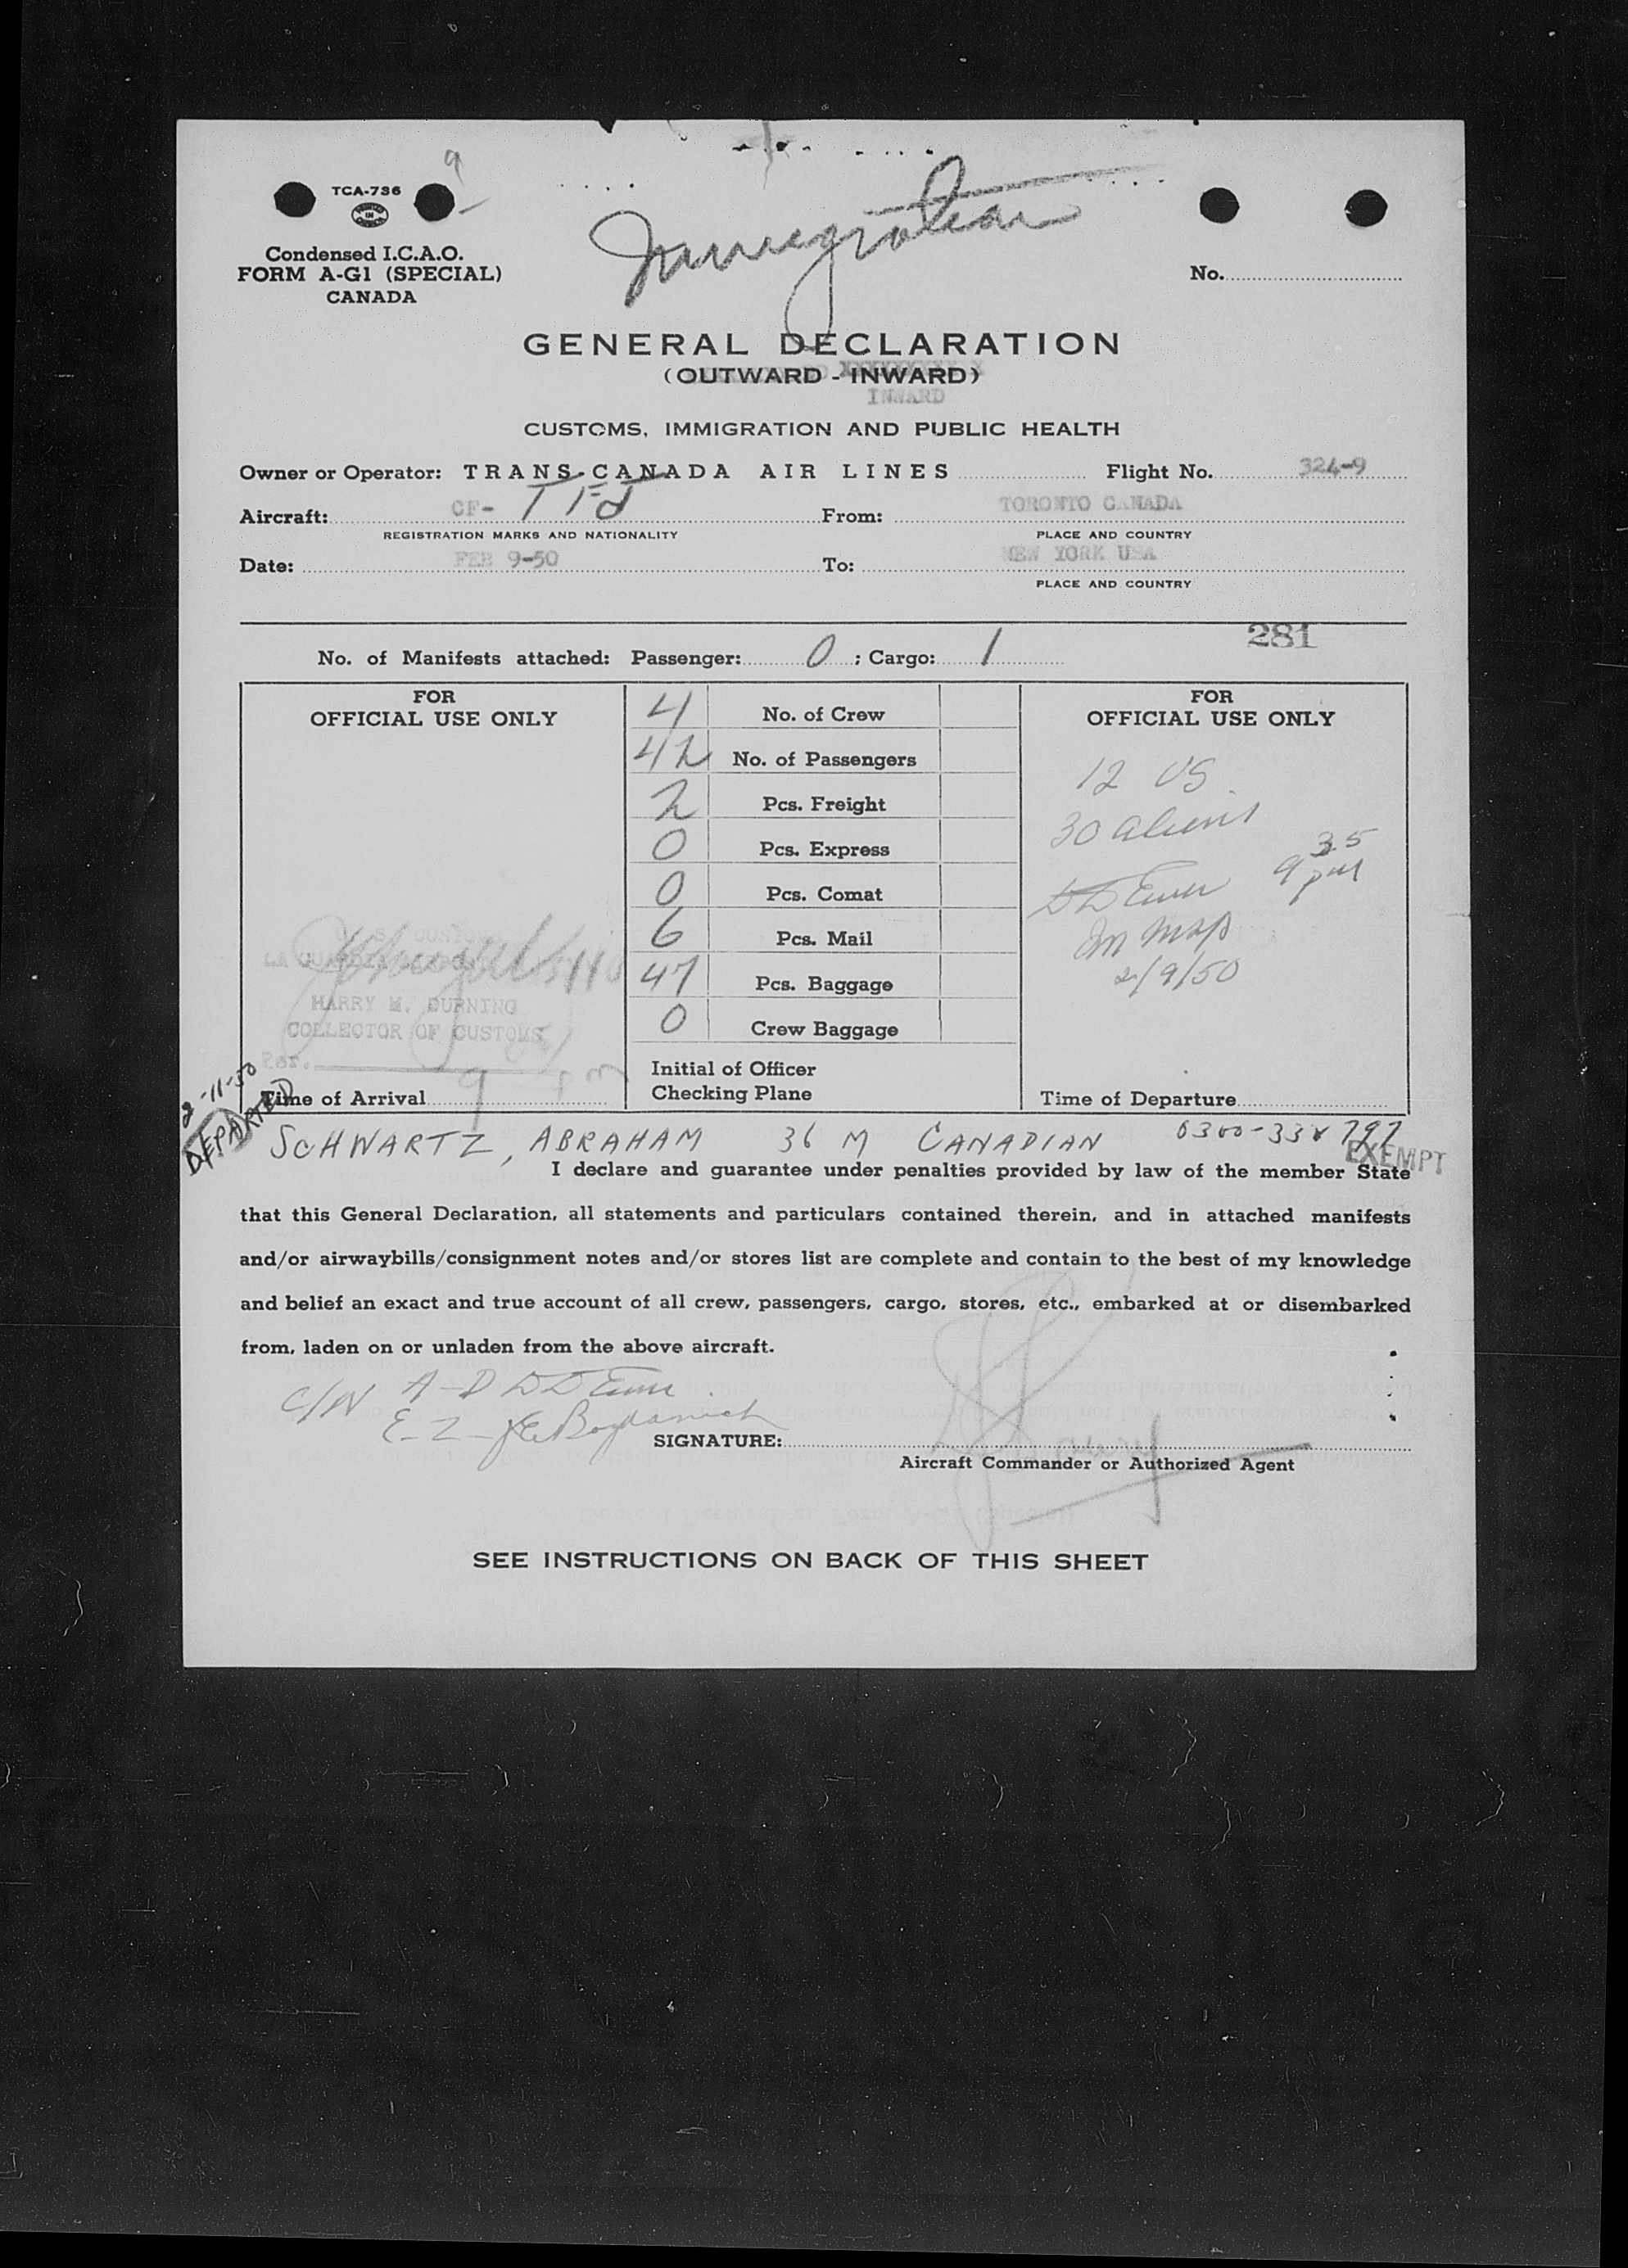 9
TCA-736
Condensed I.C.A.O.
FORM A-G1 (SPECIAL)
CANADA
Immigration
No.
GENERAL DECLARATION
(OUTWARD - INWARD)
INWARD
CUSTOMS, IMMIGRATION AND PUBLIC HEALTH
Owner or Operator: TRANS-CANADA AIR LINES Flight No. 324-9
Aircraft: CF- TFJ From: TORONTO CANADA
REGISTRATION MARKS AND NATIONALITY PLACE AND COUNTRY
Date: FEB 9-50 To: NEW YORK USA
PLACE AND COUNTRY
281
No. of Manifests attached: Passenger: 0 ; Cargo: 1
FOR
OFFICIAL USE ONLY
4 No. of Crew
42 No. of Passengers
2 Pcs. Freight
0 Pcs. Express
0 Pcs. Comat
6 Pcs. Mail
47 Pcs. Baggage
0 Crew Baggage
Initial of Officer
Checking Plane
FOR
OFFICIAL USE ONLY
12 US
30 aliens
9 35 pm
2/9/50
HARRY M. DURNING
COLLECTOR OF CUSTOMS
Per.
Time of Arrival 9 pm
Time of Departure
2-11-50
DEPARTED
SCHWARTZ, ABRAHAM 36 M CANADIAN
EXEMPT
I declare and guarantee under penalties provided by law of the member State
that this General Declaration, all statements and particulars contained therein, and in attached manifests
and/or airwaybills/consignment notes and/or stores list are complete and contain to the best of my knowledge
and belief an exact and true account of all crew, passengers, cargo, stores, etc., embarked at or disembarked
from, laden on or unladen from the above aircraft.
SIGNATURE:
Aircraft Commander or Authorized Agent
SEE INSTRUCTIONS ON BACK OF THIS SHEET